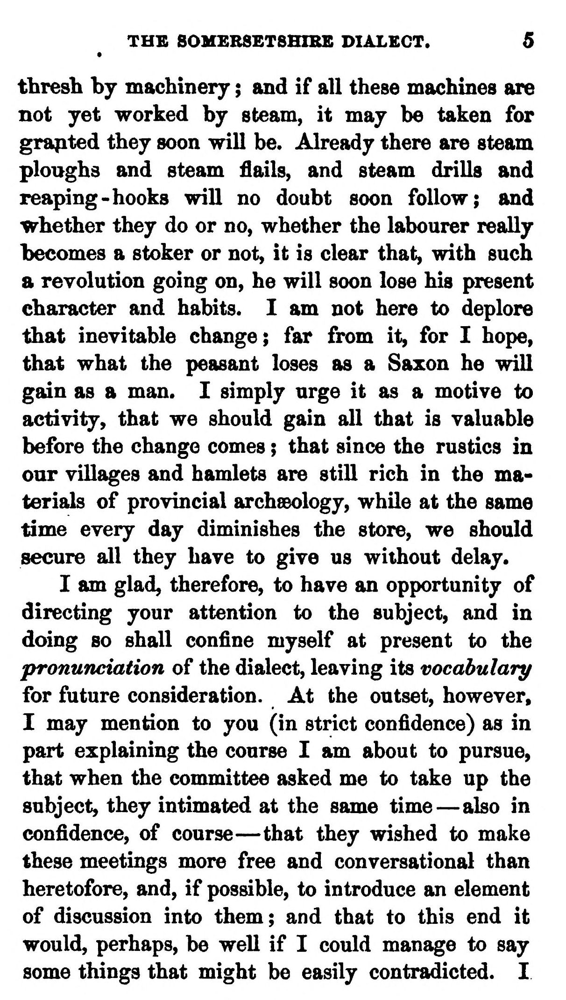 THE SOMERSETSHIRE DIALECT. 5
thresh by machinery; and if all these machines are
not yet worked by steam, it may be taken for
granted they soon will be. Already there are steam
ploughs and steam flails, and steam drills and
reaping-hooks will no doubt soon follow; and
whether they do or no, whether the labourer really
becomes a stoker or not, it is clear that, with such
a revolution going on, he will soon lose his present
character and habits. I am not here to deplore
that inevitable change; far from it, for I hope,
that what the peasant loses as a Saxon he will
gain as a man. I simply urge it as a motive to
activity, that we should gain all that is valuable
before the change comes; that since the rustics in
our villages and hamlets are still rich in the ma-
terials of provincial archæology, while at the same
time every day diminishes the store, we should
secure all they have to give us without delay.
I am glad, therefore, to have an opportunity of
directing your attention to the subject, and in
doing so shall confine myself at present to the
pronunciation of the dialect, leaving its vocabulary
for future consideration. At the outset, however,
I may mention to you (in strict confidence) as in
part explaining the course I am about to pursue,
that when the committee asked me to take up the
subject, they intimated at the same time—also in
confidence, of course—that they wished to make
these meetings more free and conversational than
heretofore, and, if possible, to introduce an element
of discussion into them; and that to this end it
would, perhaps, be well if I could manage to say
some things that might be easily contradicted. I